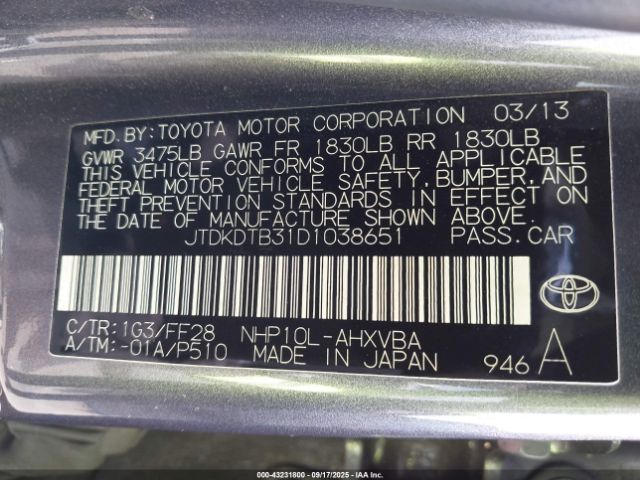 MFD. BY: TOYOTA MOTOR CORPORATION 03/13
GVWR 3475LB GAWR FR 1830LB RR 1830LB
THIS VEHICLE CONFORMS TO ALL APPLICABLE
FEDERAL MOTOR VEHICLE SAFETY, BUMPER, AND
THEFT PREVENTION STANDARDS IN EFFECT ON
THE DATE OF MANUFACTURE SHOWN ABOVE.
JTDKDTB31D1038651 PASS.CAR
C/TR: 1G3/FF28 NHP10L-AHXVBA
A/TM: -01A/P510 MADE IN JAPAN 946 A
000-43231800 - 09/17/2025 - IAA, Inc.